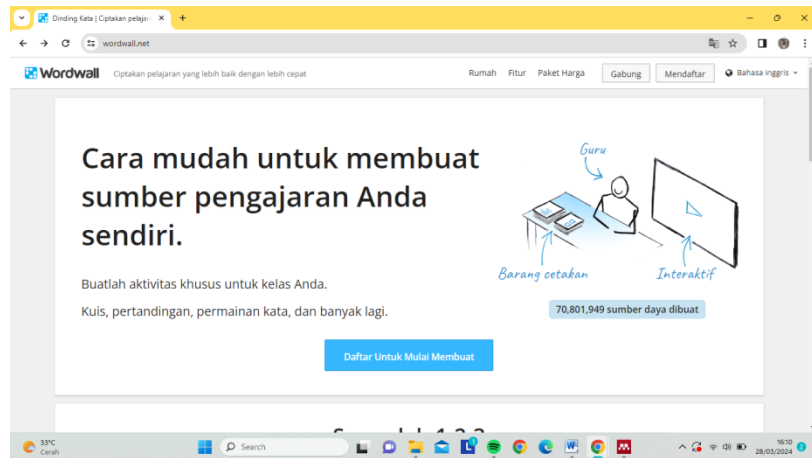 Dinding Kata | Ciptakan pelajar
wordwall.net
Wordwall Ciptakan pelajaran yang lebih baik dengan lebih cepat Rumah Fitur Paket Harga Gabung Mendaftar Bahasa inggris
Cara mudah untuk membuat
sumber pengajaran Anda
sendiri.
Buatlah aktivitas khusus untuk kelas Anda.
Kuis, pertandingan, permainan kata, dan banyak lagi.
Guru
Barang cetakan
Interaktif
70,801,949 sumber daya dibuat
Daftar Untuk Mulai Membuat
33°C
Cerah
Search
16:10
28/03/2024
2